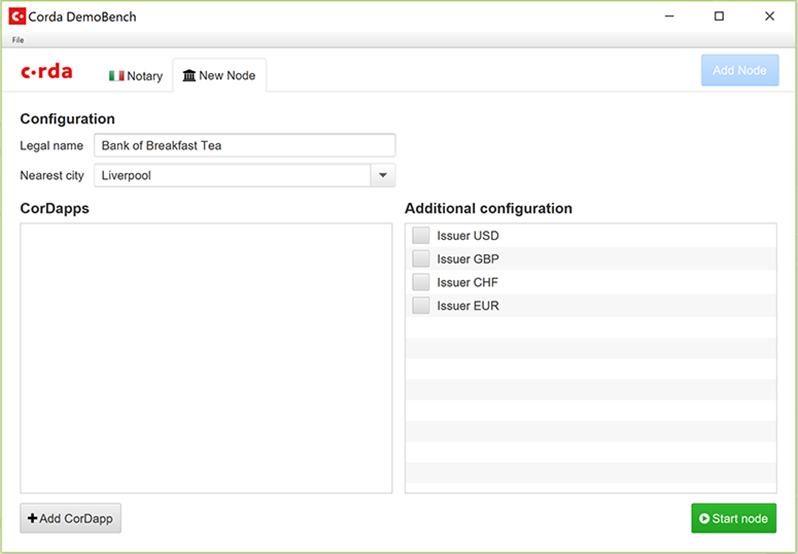 Corda DemoBench
File
c·rda
Notary
New Node
Add Node
Configuration
Legal name
Bank of Breakfast Tea
Nearest city
Liverpool
CorDapps
Additional configuration
Issuer USD
Issuer GBP
Issuer CHF
Issuer EUR
Add CorDapp
Start node